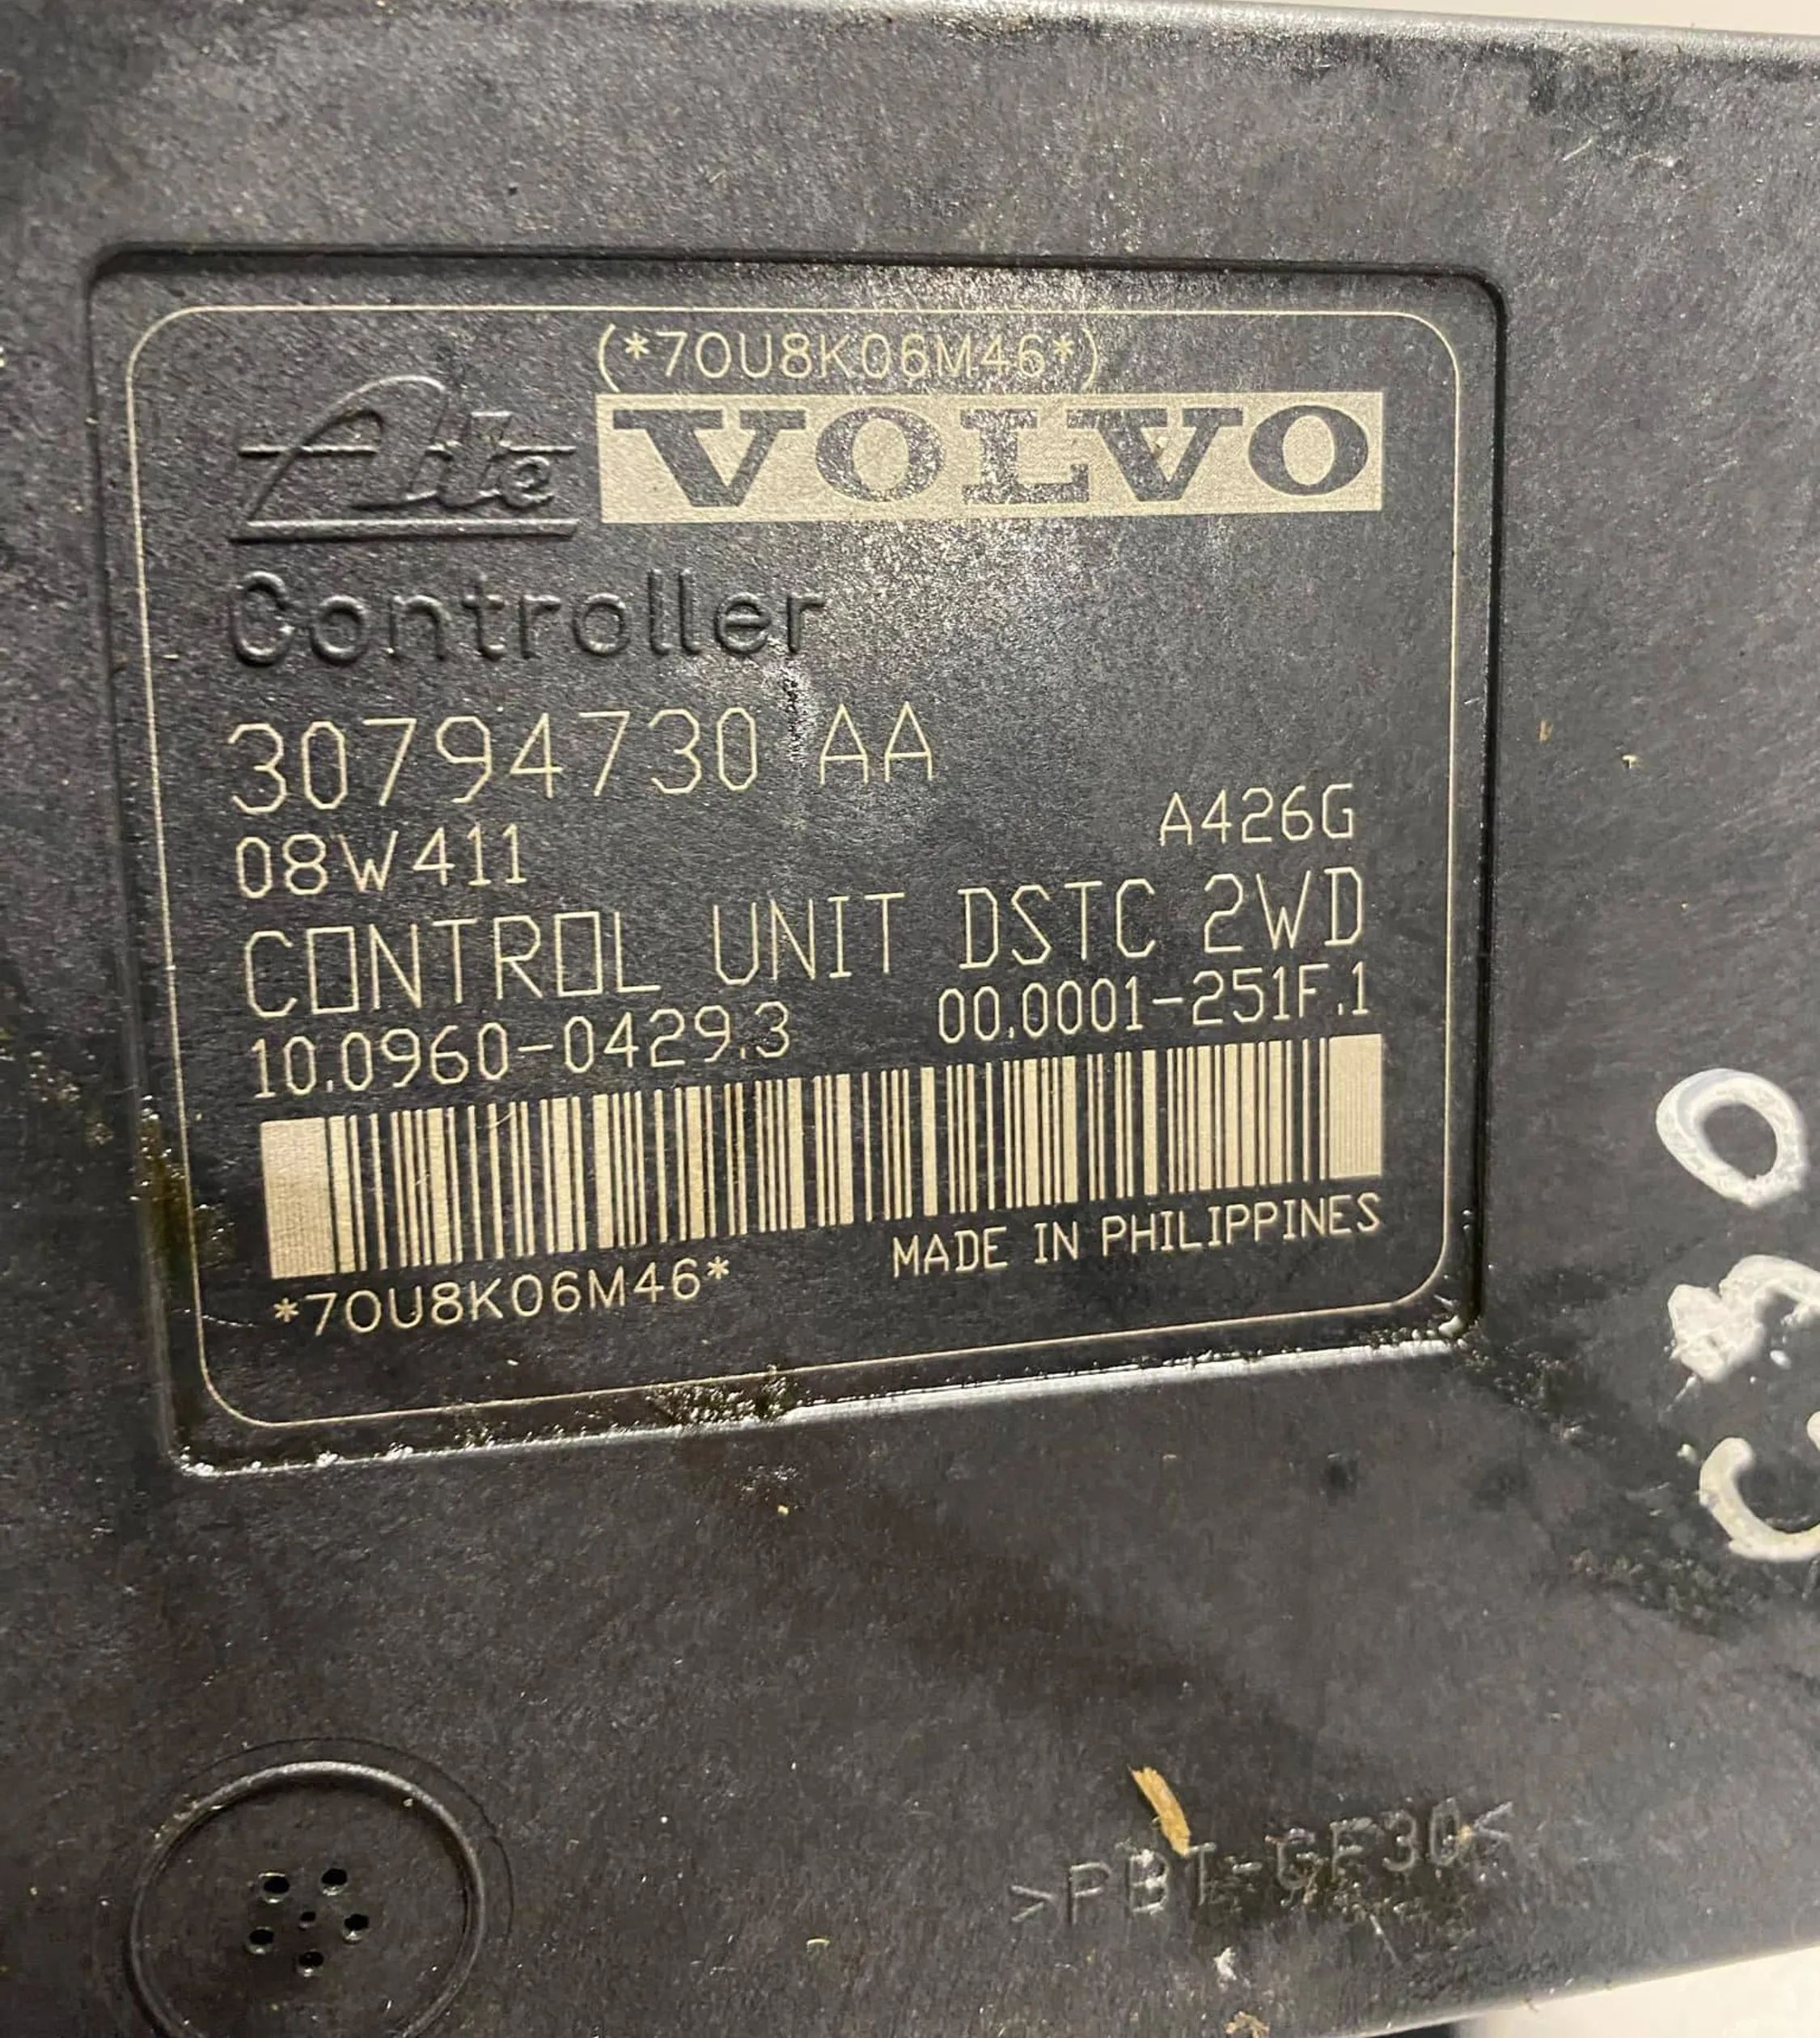 (*70U8K06M46*)
Ate VOLVO
Controller
30794730 AA
08W411 A426G
CONTROL UNIT DSTC 2WD
10.0960-0429.3 00.0001-251F.1
*70U8K06M46* MADE IN PHILIPPINES
C30
>PBT-GF30<